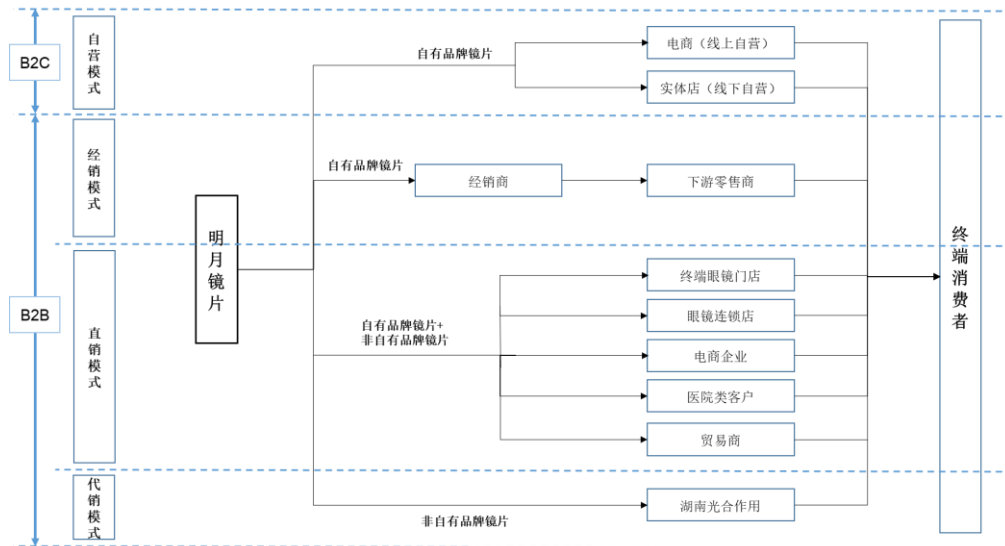 B2C
自营模式
自有品牌镜片
电商（线上自营）
实体店（线下自营）
B2B
经销模式
自有品牌镜片
经销商
下游零售商
明月镜片
终端消费者
直销模式
自有品牌镜片+
非自有品牌镜片
终端眼镜门店
眼镜连锁店
电商企业
医院类客户
贸易商
代销模式
非自有品牌镜片
湖南光合作用